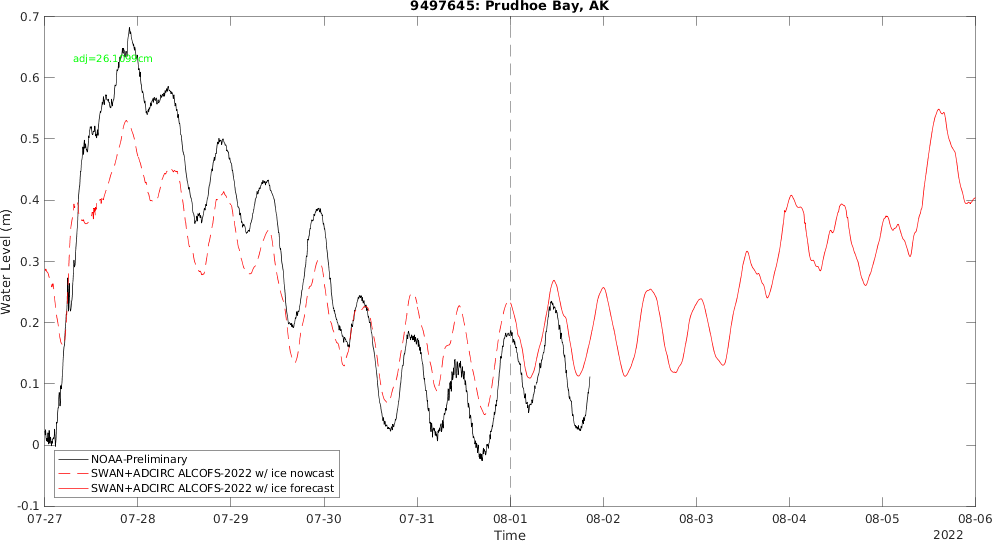 9497645: Prudhoe Bay, AK
0.7
0.6
0.5
0.4
0.3
0.2
0.1
0
-0.1
Water Level (m)
NOAA-Preliminary
SWAN+ADCIRC ALCOFS-2022 w/ ice nowcast
SWAN+ADCIRC ALCOFS-2022 w/ ice forecast
07-27 07-28 07-29 07-30 07-31 08-01 08-02 08-03 08-04 08-05 08-06
Time
2022